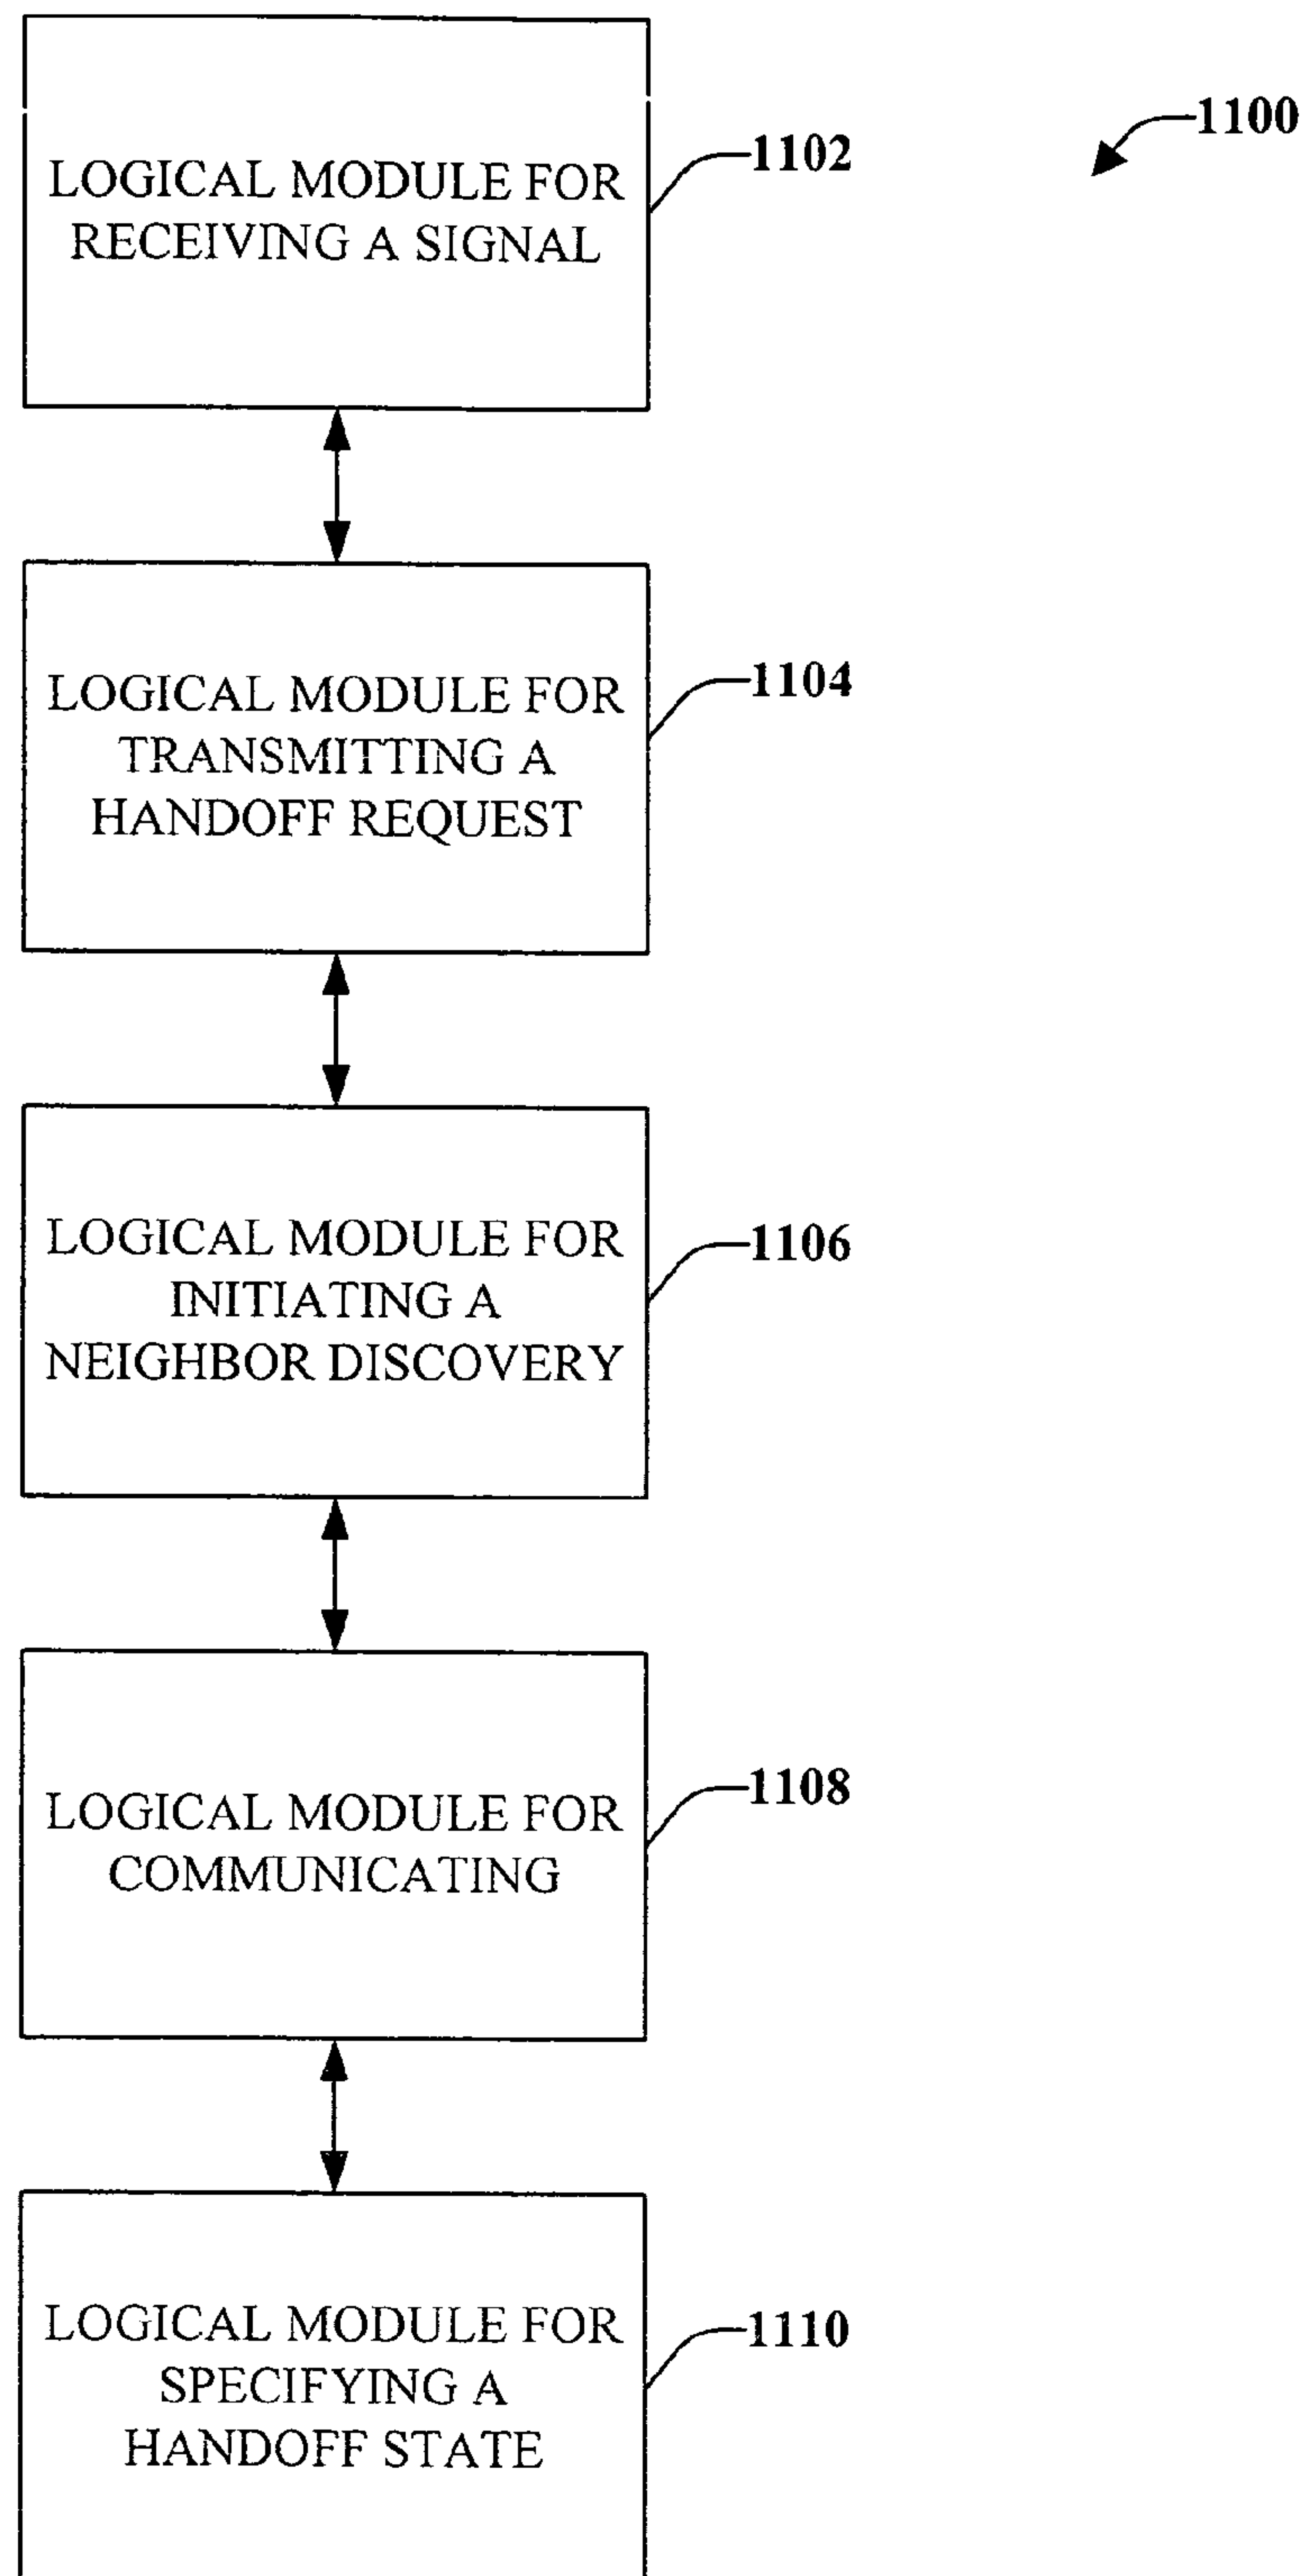 1100
LOGICAL MODULE FOR
RECEIVING A SIGNAL
1102
LOGICAL MODULE FOR
TRANSMITTING A
HANDOFF REQUEST
1104
LOGICAL MODULE FOR
INITIATING A
NEIGHBOR DISCOVERY
1106
LOGICAL MODULE FOR
COMMUNICATING
1108
LOGICAL MODULE FOR
SPECIFYING A
HANDOFF STATE
1110